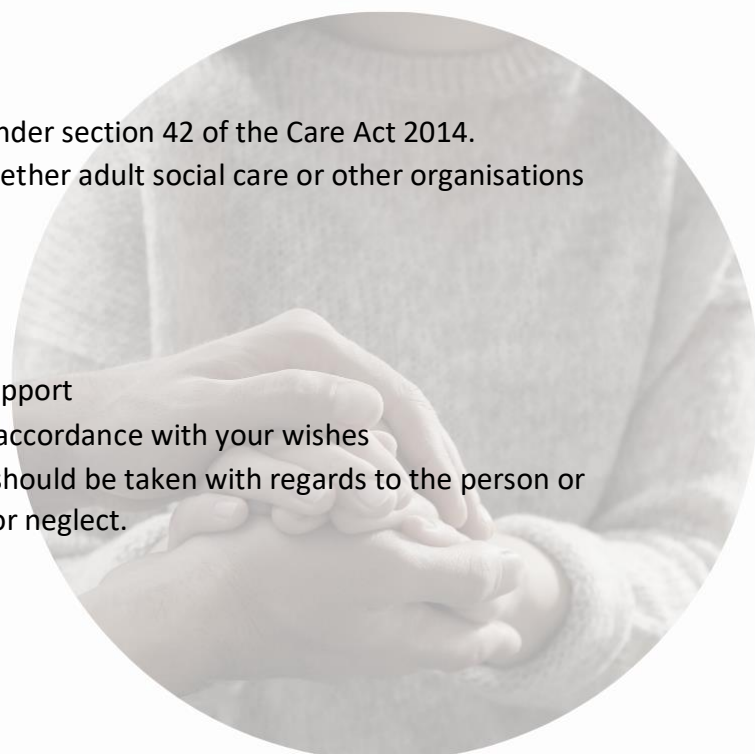 nder section 42 of the Care Act 2014.
ether adult social care or other organisations
pport
accordance with your wishes
should be taken with regards to the person or
or neglect.